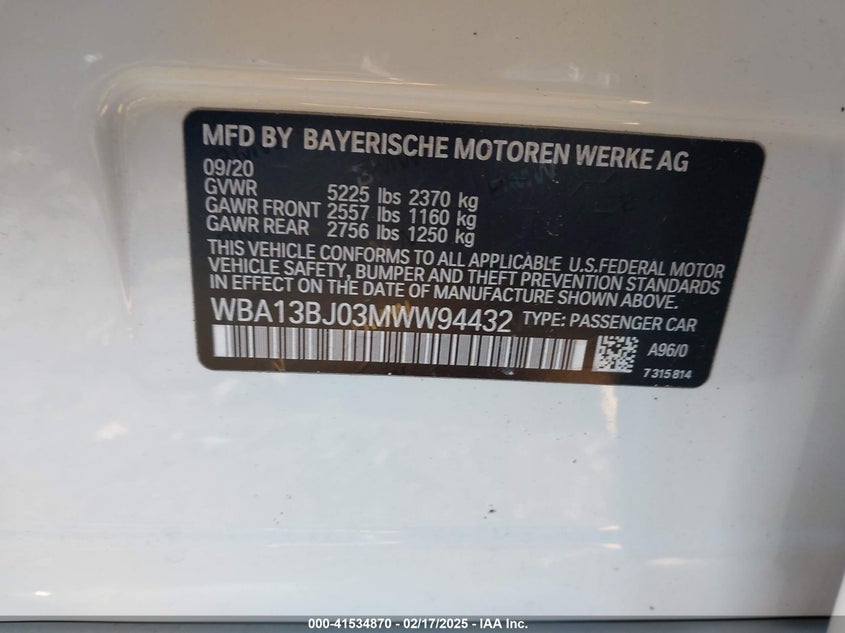 MFD BY BAYERISCHE MOTOREN WERKE AG
09/20
GVWR 5225 lbs 2370 kg
GAWR FRONT 2557 lbs 1160 kg
GAWR REAR 2756 lbs 1250 kg
THIS VEHICLE CONFORMS TO ALL APPLICABLE U.S.FEDERAL MOTOR
VEHICLE SAFETY, BUMPER AND THEFT PREVENTION STANDARDS
IN EFFECT ON THE DATE OF MANUFACTURE SHOWN ABOVE.
WBA13BJ03MWW94432 TYPE: PASSENGER CAR
A96/0
7 315 814
000-41534870 - 02/17/2025 - IAA Inc.